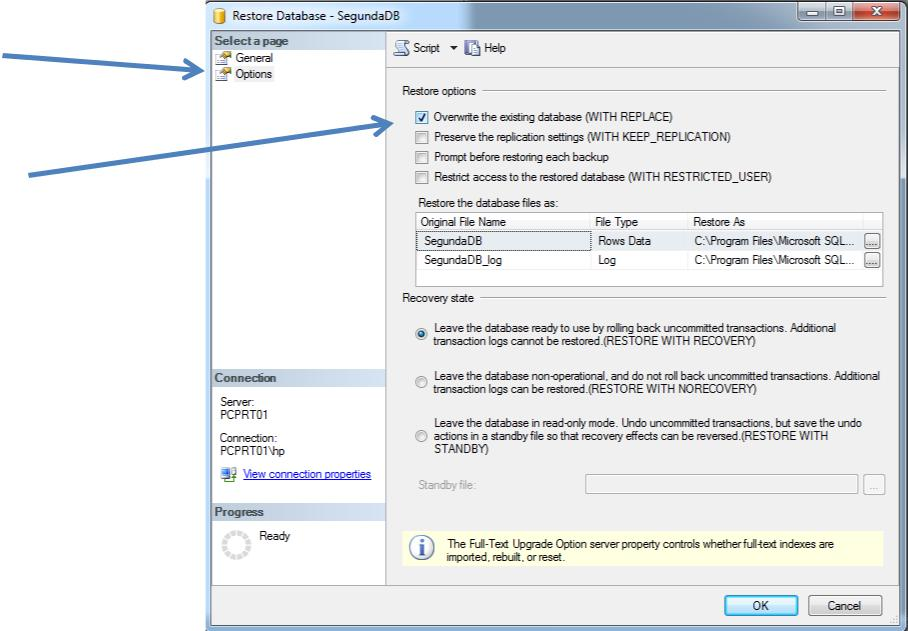 Restore Database - SegundaDB
Select a page
General
Options
Script Help
Restore options
Overwrite the existing database (WITH REPLACE)
Preserve the replication settings (WITH KEEP_REPLICATION)
Prompt before restoring each backup
Restrict access to the restored database (WITH RESTRICTED_USER)
Restore the database files as:
Original File Name File Type Restore As
SegundaDB Rows Data C:\Program Files\Microsoft SQL... ...
SegundaDB_log Log C:\Program Files\Microsoft SQL... ...
Recovery state
Leave the database ready to use by rolling back uncommitted transactions. Additional
transaction logs cannot be restored.(RESTORE WITH RECOVERY)
Leave the database non-operational, and do not roll back uncommitted transactions. Additional
transaction logs can be restored.(RESTORE WITH NORECOVERY)
Leave the database in read-only mode. Undo uncommitted transactions, but save the undo
actions in a standby file so that recovery effects can be reversed.(RESTORE WITH
STANDBY)
Standby file: ...
Connection
Server:
PCPRT01
Connection:
PCPRT01\hp
View connection properties
Progress
Ready
The Full-Text Upgrade Option server property controls whether full-text indexes are
imported, rebuilt, or reset.
OK Cancel